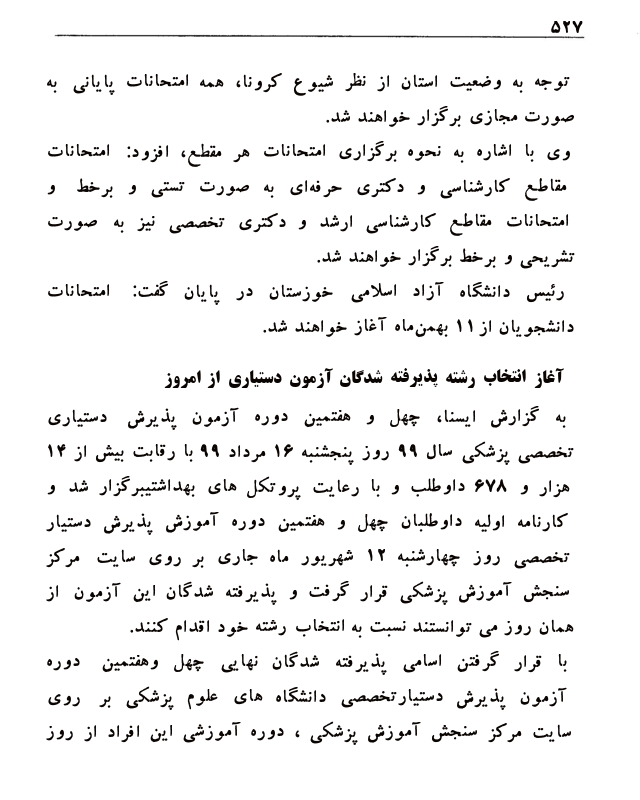 ۵۲۷
توجه به وضعیت استان از نظر شیوع کرونا، همه امتحانات پایانی به
صورت مجازی برگزار خواهند شد.
وی با اشاره به نحوه برگزاری امتحانات هر مقطع، افزود: امتحانات
مقاطع کارشناسی و دکتری حرفه‌ای به صورت تستی و برخط و
امتحانات مقاطع کارشناسی ارشد و دکتری تخصصی نیز به صورت
تشریحی و برخط برگزار خواهند شد.
رئیس دانشگاه آزاد اسلامی خوزستان در پایان گفت: امتحانات
دانشجویان از ۱۱ بهمن‌ماه آغاز خواهند شد.
آغاز انتخاب رشته پذیرفته شدگان آزمون دستیاری از امروز
به گزارش ایسنا، چهل و هفتمین دوره آزمون پذیرش دستیاری
تخصصی پزشکی سال ۹۹ روز پنجشنبه ۱۶ مرداد ۹۹ با رقابت بیش از ۱۴
هزار و ۶۷۸ داوطلب و با رعایت پروتکل های بهداشتیبرگزار شد و
کارنامه اولیه داوطلبان چهل و هفتمین دوره آموزش پذیرش دستیار
تخصصی روز چهارشنبه ۱۲ شهریور ماه جاری بر روی سایت مرکز
سنجش آموزش پزشکی قرار گرفت و پذیرفته شدگان این آزمون از
همان روز می توانستند نسبت به انتخاب رشته خود اقدام کنند.
با قرار گرفتن اسامی پذیرفته شدگان نهایی چهل وهفتمین دوره
آزمون پذیرش دستیارتخصصی دانشگاه های علوم پزشکی بر روی
سایت مرکز سنجش آموزش پزشکی ، دوره آموزشی این افراد از روز